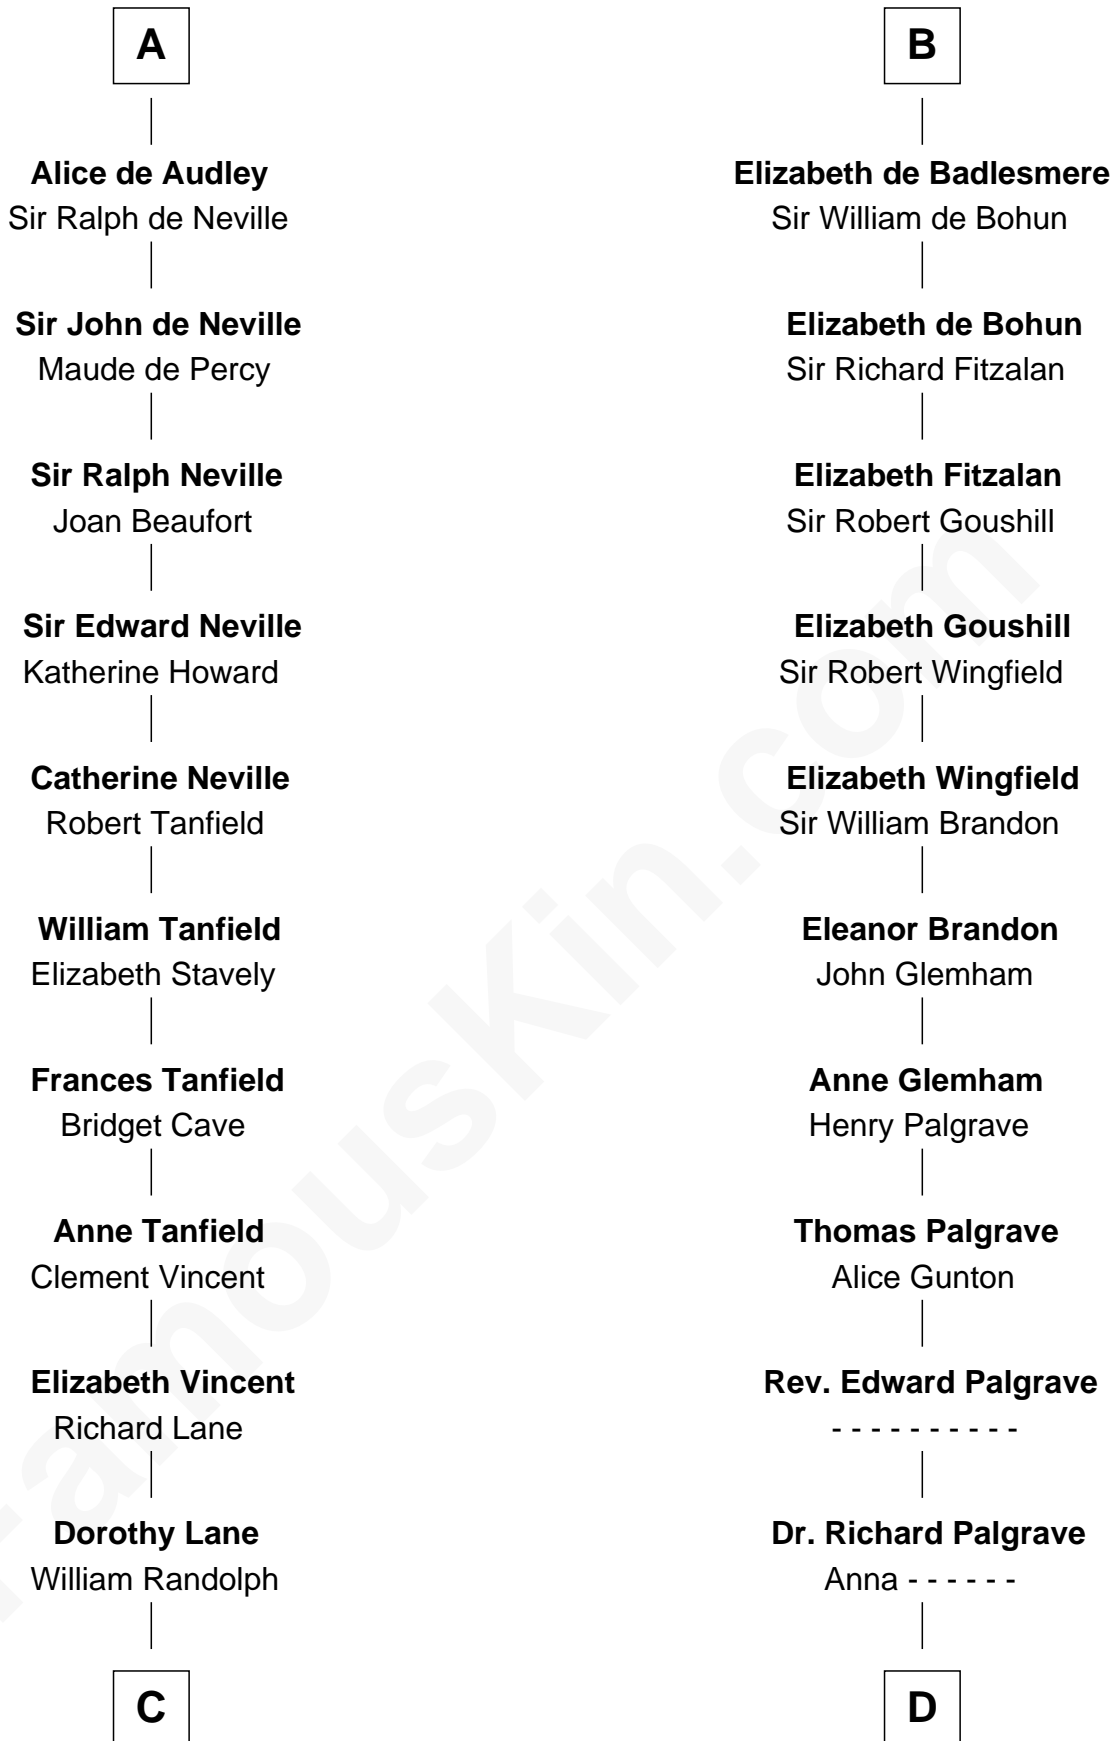 A
Alice de Audley
Sir Ralph de Neville
Sir John de Neville
Maude de Percy
Sir Ralph Neville
Joan Beaufort
Sir Edward Neville
Katherine Howard
Catherine Neville
Robert Tanfield
William Tanfield
Elizabeth Stavely
Frances Tanfield
Bridget Cave
Anne Tanfield
Clement Vincent
Elizabeth Vincent
Richard Lane
Dorothy Lane
William Randolph
C
B
Elizabeth de Badlesmere
Sir William de Bohun
Elizabeth de Bohun
Sir Richard Fitzalan
Elizabeth Fitzalan
Sir Robert Goushill
Elizabeth Goushill
Sir Robert Wingfield
Elizabeth Wingfield
Sir William Brandon
Eleanor Brandon
John Glemham
Anne Glemham
Henry Palgrave
Thomas Palgrave
Alice Gunton
Rev. Edward Palgrave
- - - - - - - - - -
Dr. Richard Palgrave
Anna - - - - - -
D
FamousKin.com